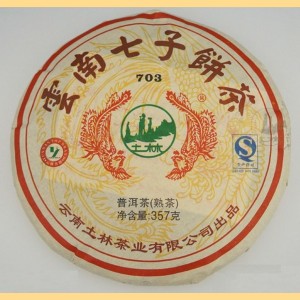 雲南七子餅茶
703
®
土林
普洱茶(熟茶)
净含量:357克
云南土林茶业有限公司出品